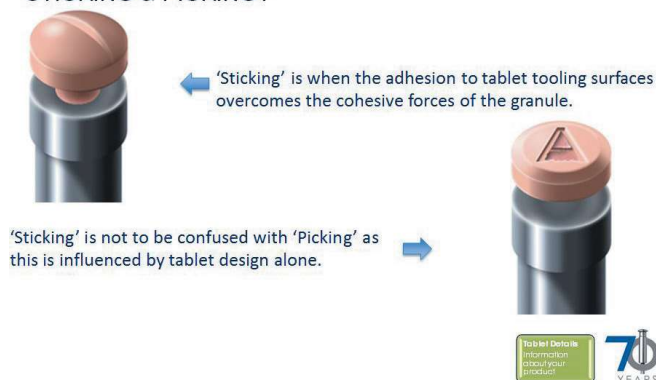 'Sticking' is when the adhesion to tablet tooling surfaces
overcomes the cohesive forces of the granule.
A
'Sticking' is not to be confused with 'Picking' as
this is influenced by tablet design alone.
Tablet Details
Information
about your
product
70
YEARS